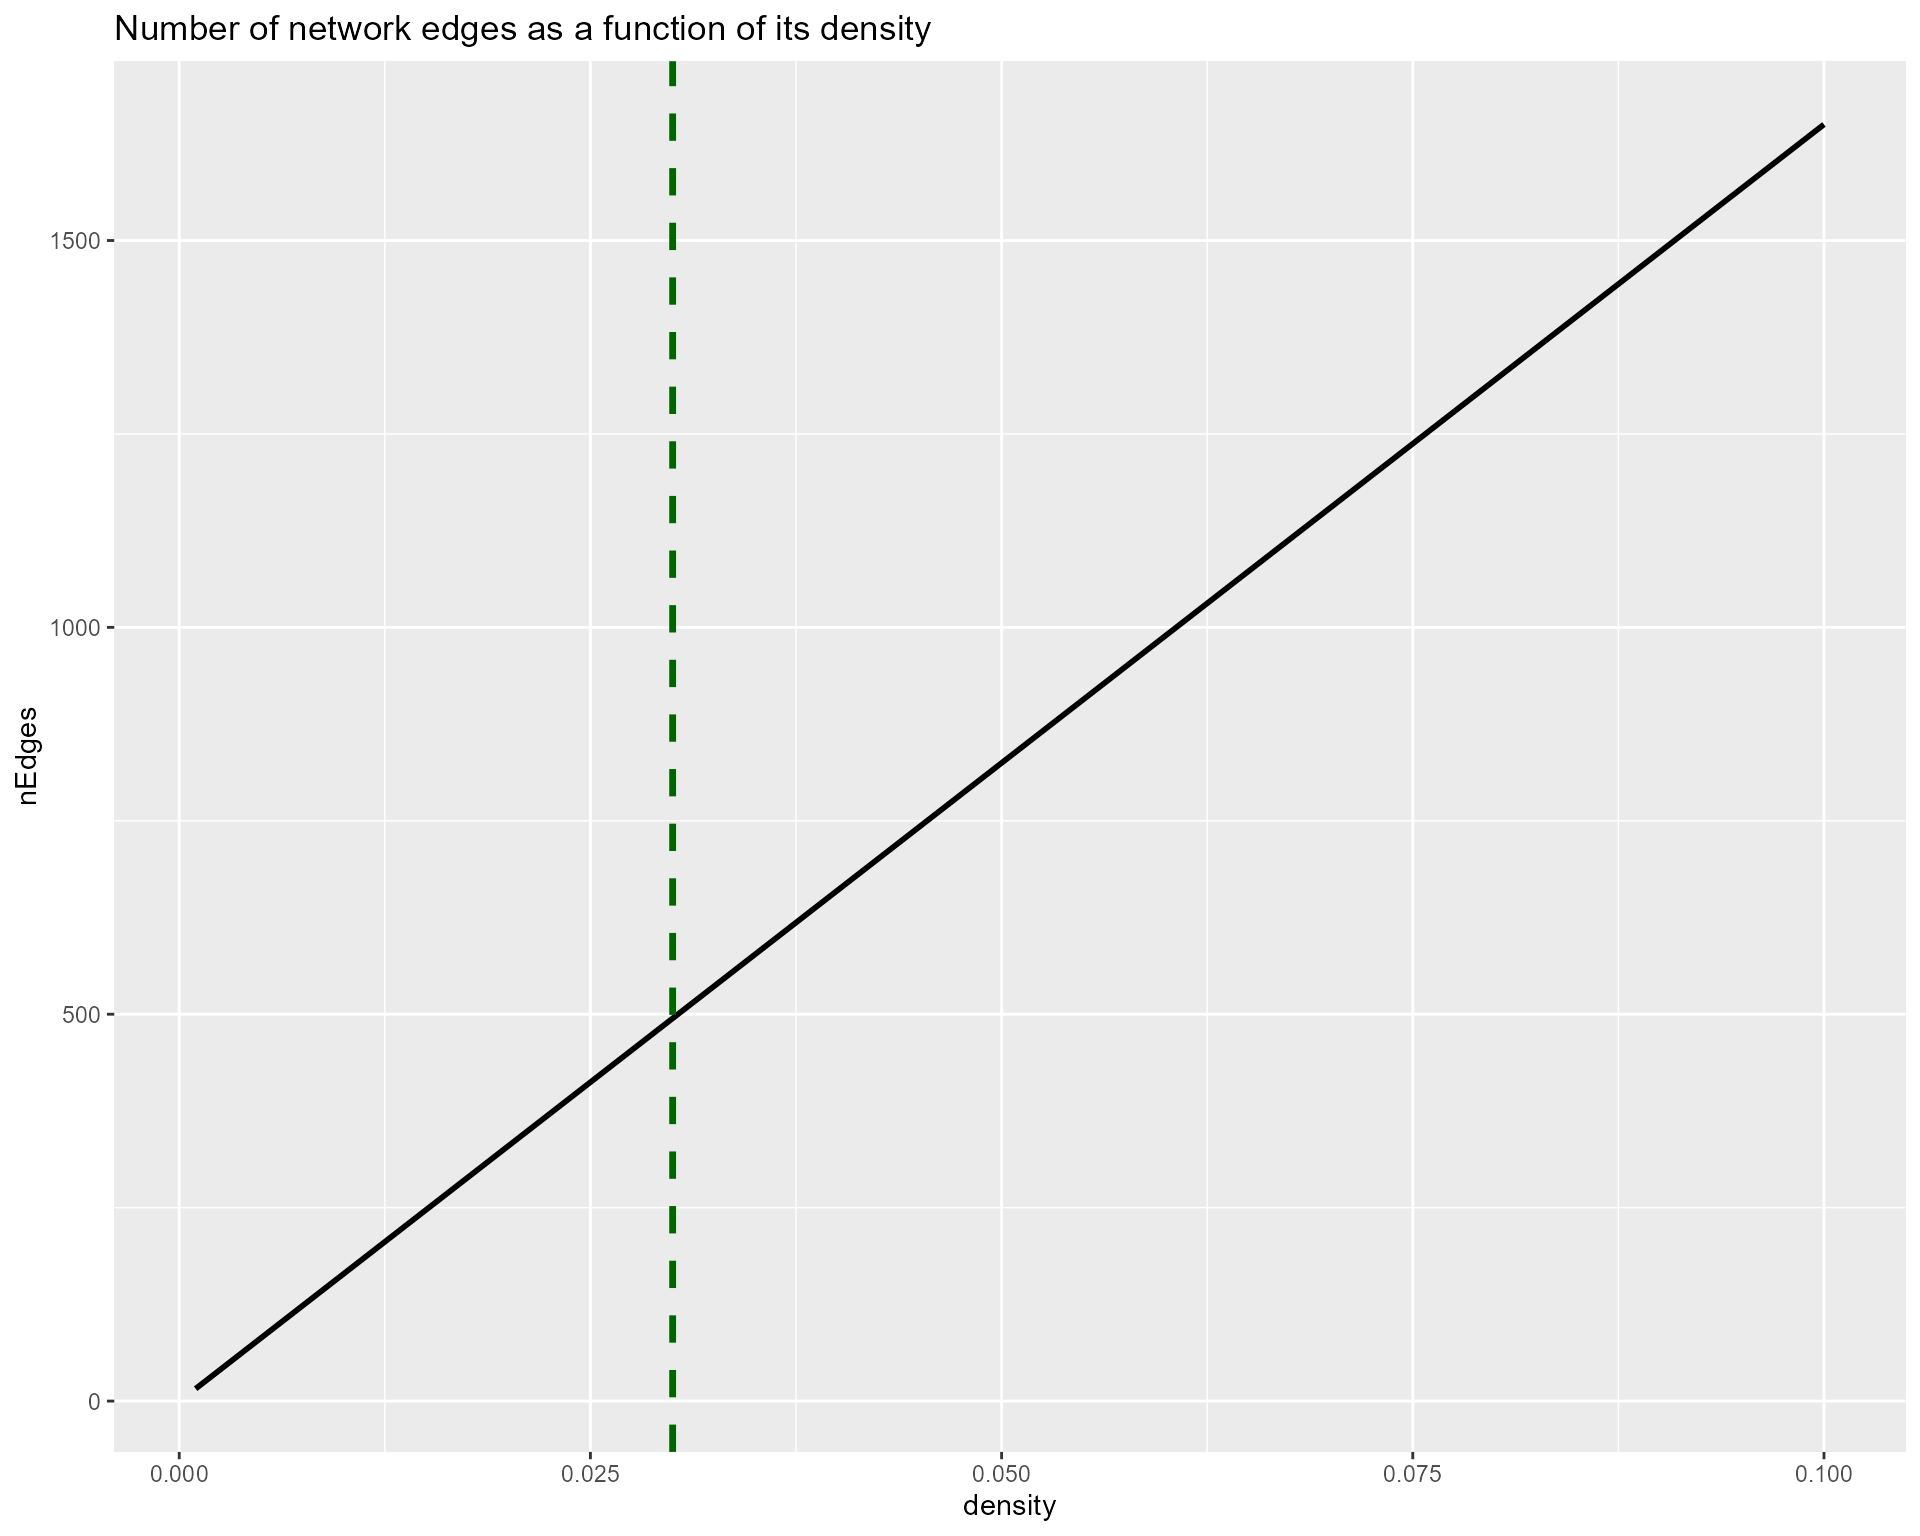 Number of network edges as a function of its density
nEdges
1500
1000
500
0
0.000 0.025 0.050 0.075 0.100
density